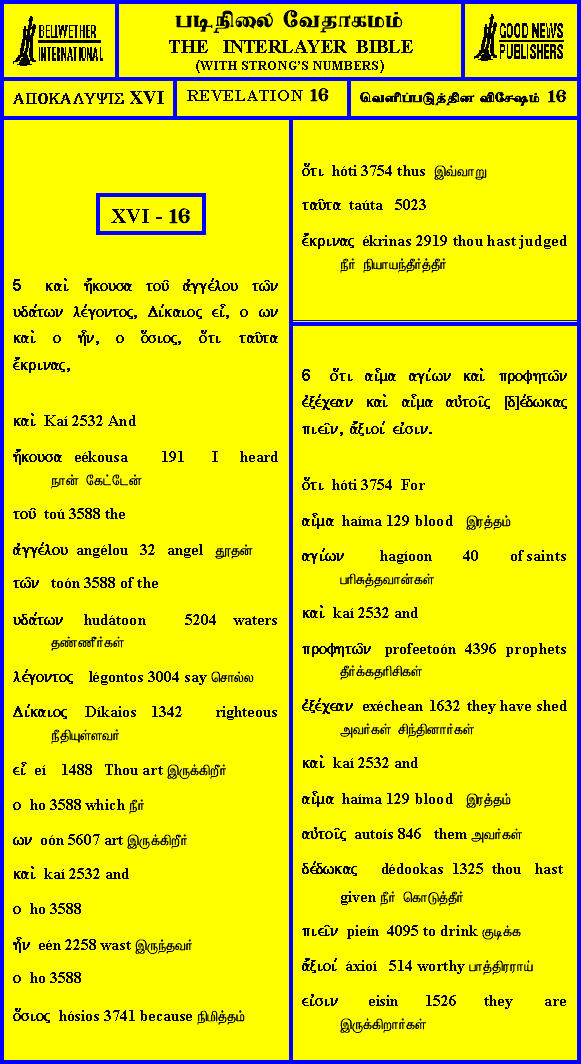 BELLWETHER
INTERNATIONAL
படிநிலை வேதாகமம்
THE INTERLAYER BIBLE
(WITH STRONG'S NUMBERS)
GOOD NEWS
PUBLISHERS
ΑΠΟΚΑΛΥΨΙΣ XVI
REVELATION 16
வெளிப்படுத்தின விசேஷம் 16
XVI - 16
5 καὶ ἤκουσα τοῦ ἀγγέλου τῶν
υδάτων λέγοντος, Δίκαιος εἶ, ο ων
καὶ ο ἦν, ο ὅσιος, ὅτι ταῦτα
ἔκρινας,
καὶ Kaí 2532 And
ἤκουσα eékousa 191 I heard
நான் கேட்டேன்
τοῦ toú 3588 the
ἀγγέλου angélou 32 angel தூதன்
τῶν toón 3588 of the
υδάτων hudátoon 5204 waters
தண்ணீர்கள்
λέγοντος légontos 3004 say சொல்ல
Δίκαιος Díkaios 1342 righteous
நீதியுள்ளவர்
εἶ eí 1488 Thou art இருக்கிறீர்
ο ho 3588 which நீர்
ων oón 5607 art இருக்கிறீர்
καὶ kaí 2532 and
ο ho 3588
ἦν eén 2258 wast இருந்தவர்
ο ho 3588
ὅσιος hósios 3741 because நிமித்தம்
ὅτι hóti 3754 thus இவ்வாறு
ταῦτα taúta 5023
ἔκρινας ékrinas 2919 thou hast judged
நீர் நியாயந்தீர்த்தீர்
6 ὅτι αἷμα αγίων καὶ προφητῶν
ἐξέχεαν καὶ αἷμα αὐτοῖς [δ]έδωκας
πιεῖν, ἄξιοί εἰσιν.
ὅτι hóti 3754 For
αἷμα haíma 129 blood இரத்தம்
αγίων hagíoon 40 of saints
பரிசுத்தவான்கள்
καὶ kaí 2532 and
προφητῶν profeetoón 4396 prophets
தீர்க்கதரிசிகள்
ἐξέχεαν exéchean 1632 they have shed
அவர்கள் சிந்தினார்கள்
καὶ kaí 2532 and
αἷμα haíma 129 blood இரத்தம்
αὐτοῖς autoís 846 them அவர்கள்
δέδωκας dédookas 1325 thou hast
given நீர் கொடுத்தீர்
πιεῖν pieín 4095 to drink குடிக்க
ἄξιοί áxioí 514 worthy பாத்திரராய்
εἰσιν eisin 1526 they are
இருக்கிறார்கள்